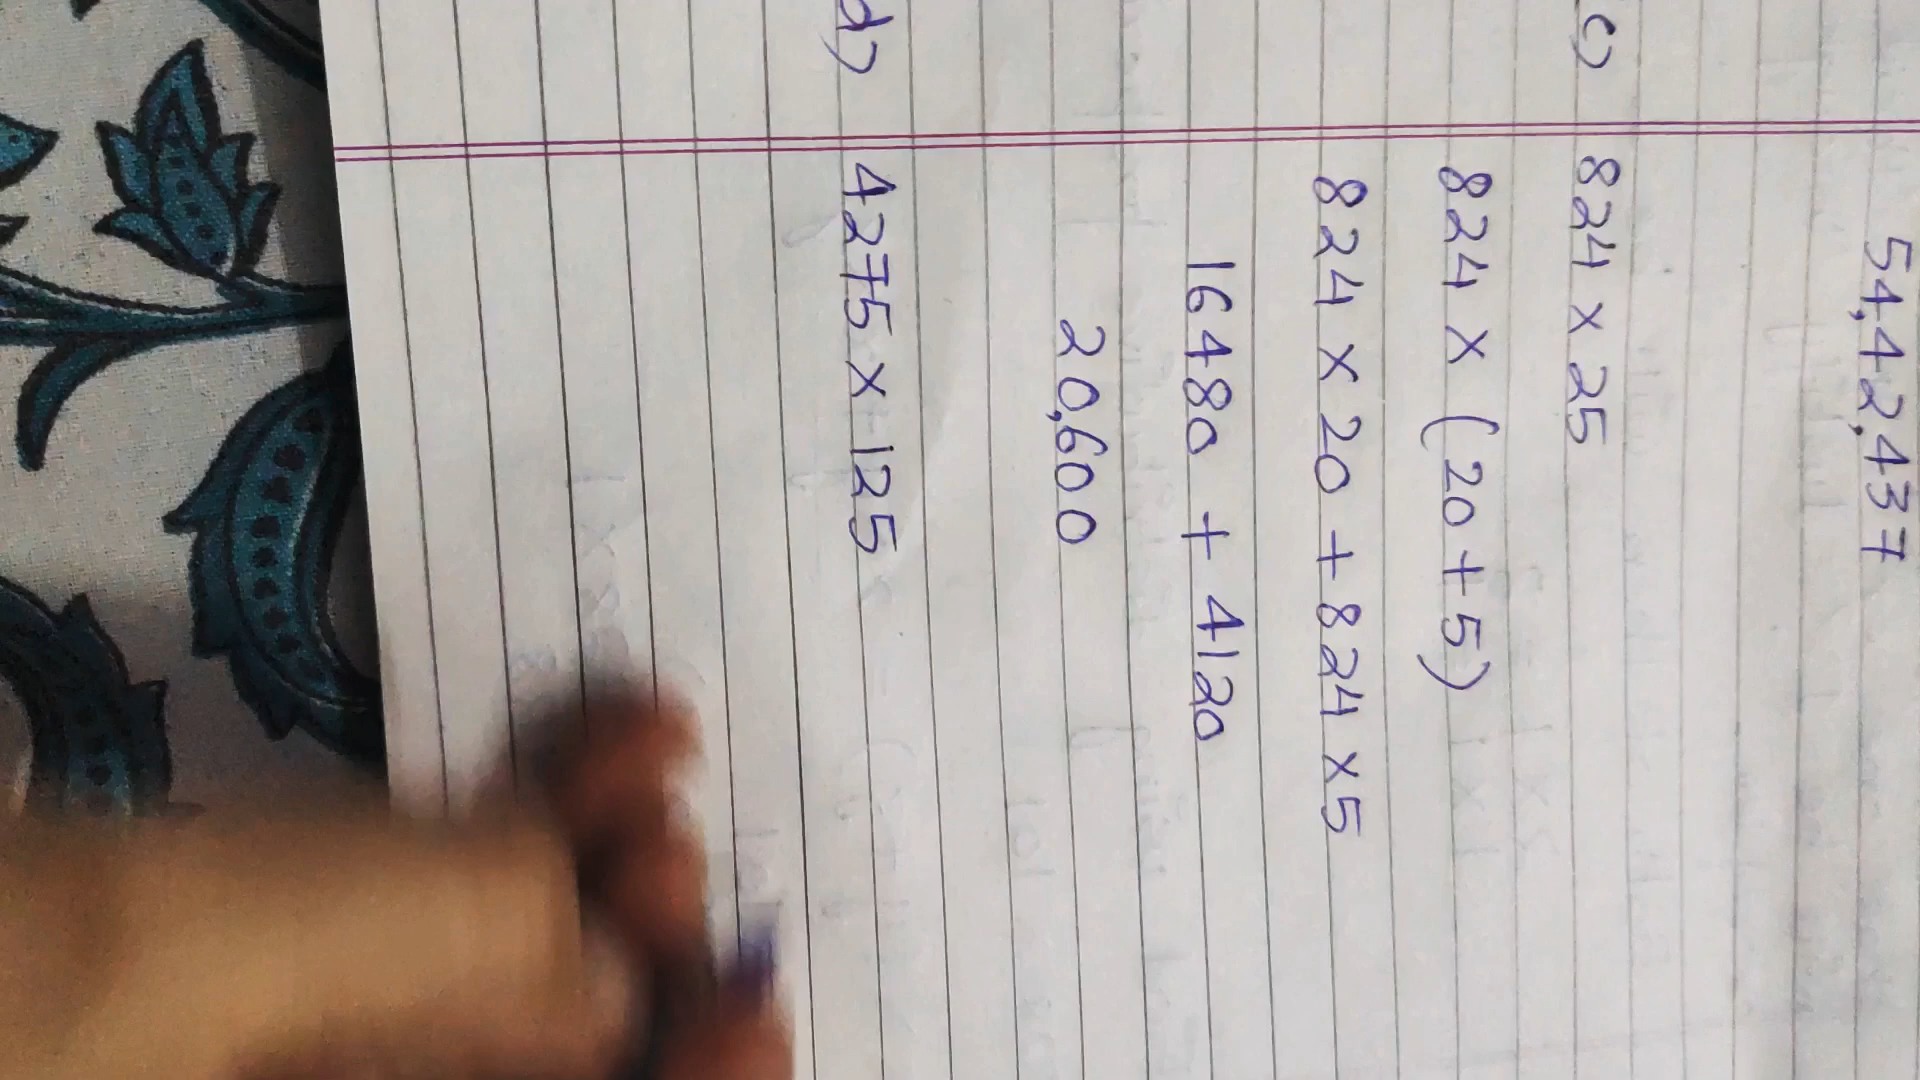 54,42,437
c) 824 x 25
824 x (20 + 5)
824 x 20 + 824 x 5
16480 + 4120
20,600
d) 4275 x 125